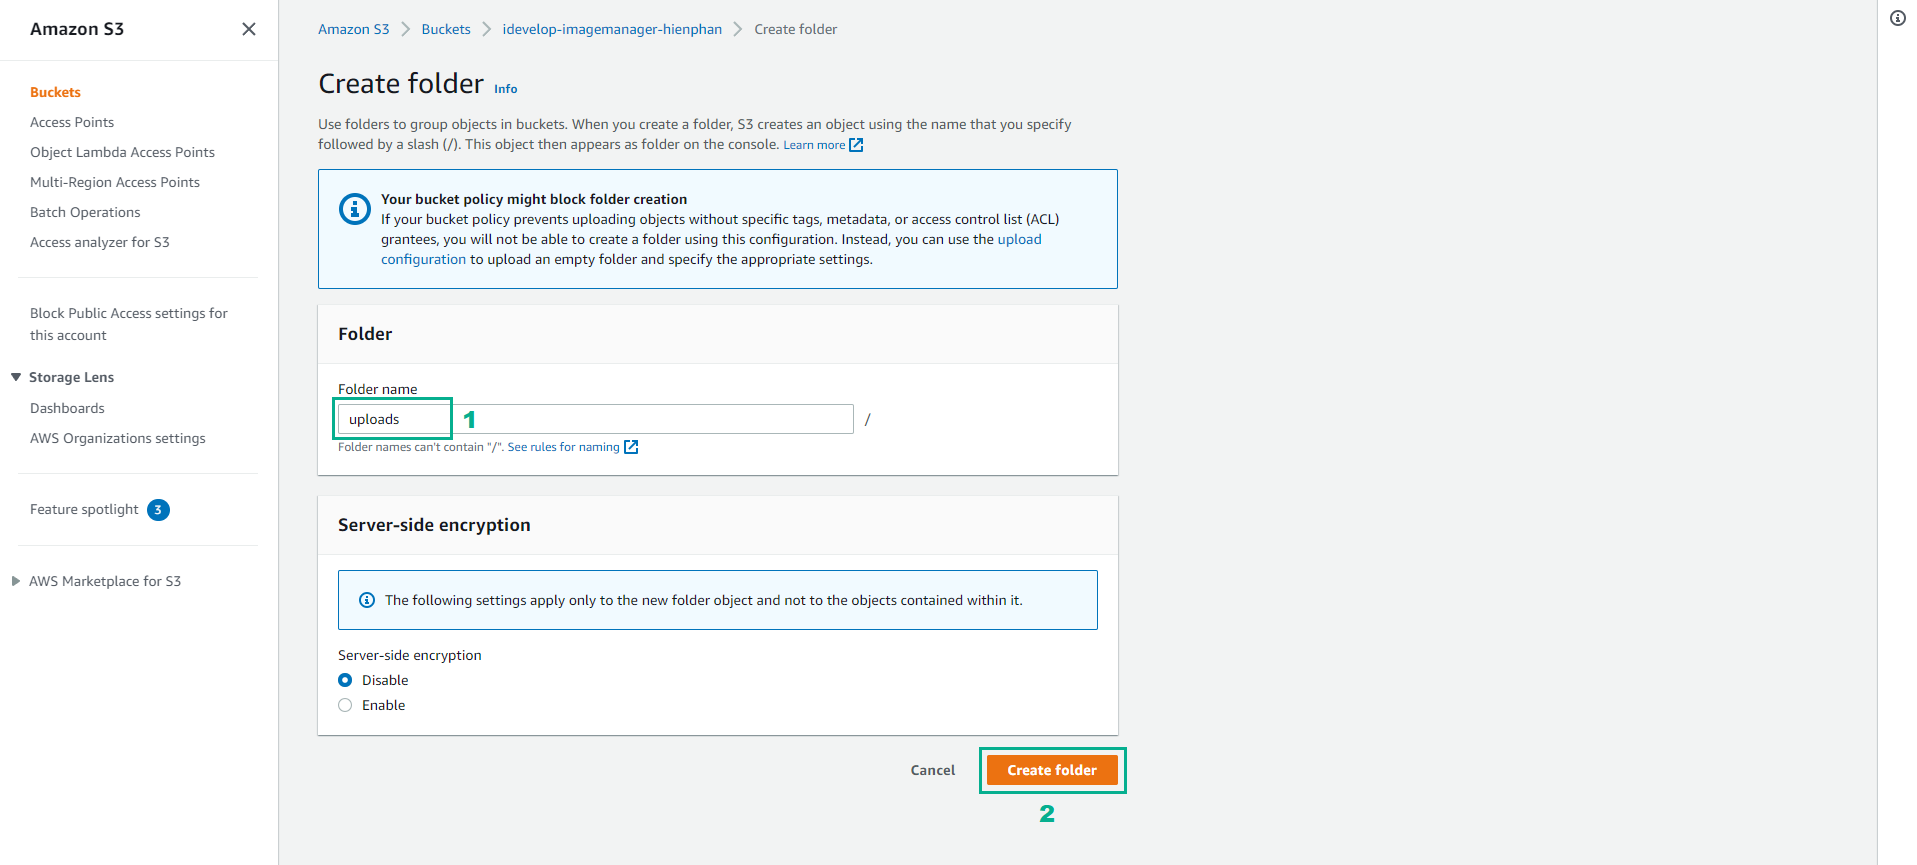 Amazon S3
Buckets
Access Points
Object Lambda Access Points
Multi-Region Access Points
Batch Operations
Access analyzer for S3
Block Public Access settings for
this account
Storage Lens
Dashboards
AWS Organizations settings
Feature spotlight 3
AWS Marketplace for S3
Amazon S3 Buckets idevelop-imagemanager-hienphan Create folder
Create folder Info
Use folders to group objects in buckets. When you create a folder, S3 creates an object using the name that you specify
followed by a slash (/). This object then appears as folder on the console. Learn more
Your bucket policy might block folder creation
If your bucket policy prevents uploading objects without specific tags, metadata, or access control list (ACL)
grantees, you will not be able to create a folder using this configuration. Instead, you can use the upload
configuration to upload an empty folder and specify the appropriate settings.
Folder
Folder name
uploads 1 /
Folder names can't contain "/". See rules for naming
Server-side encryption
The following settings apply only to the new folder object and not to the objects contained within it.
Server-side encryption
Disable
Enable
Cancel Create folder
2